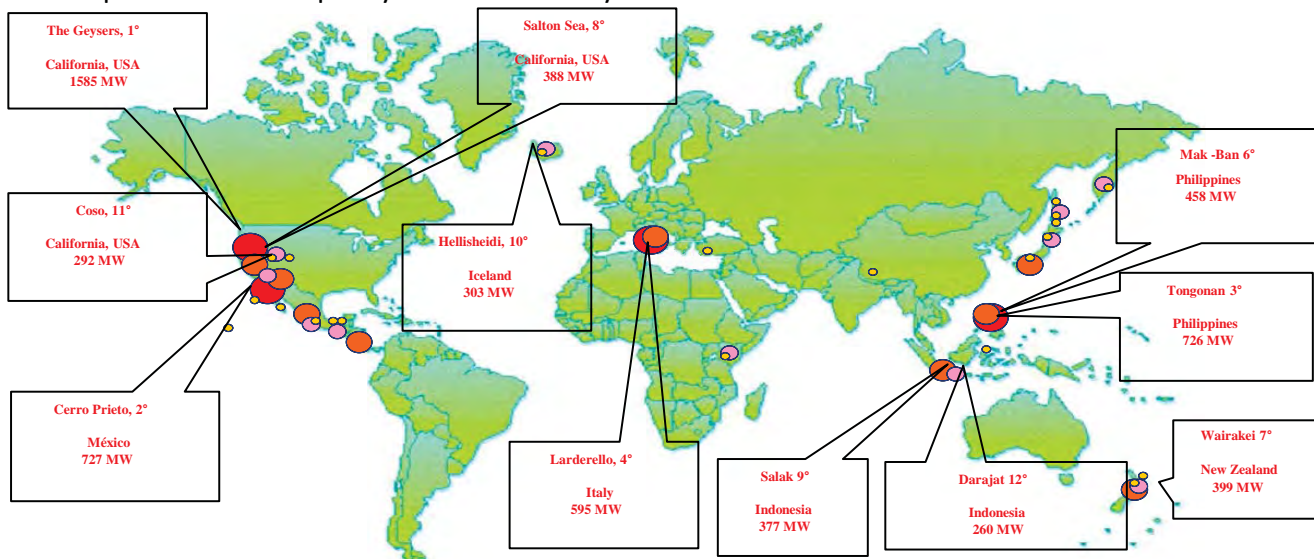 The Geysers, 1°
California, USA
1585 MW
Salton Sea, 8°
California, USA
388 MW
Mak -Ban 6°
Philippines
458 MW
Coso, 11°
California, USA
292 MW
Hellisheidi, 10°
Iceland
303 MW
Tongonan 3°
Philippines
726 MW
Cerro Prieto, 2°
México
727 MW
Larderello, 4°
Italy
595 MW
Salak 9°
Indonesia
377 MW
Darajat 12°
Indonesia
260 MW
Wairakei 7°
New Zealand
399 MW